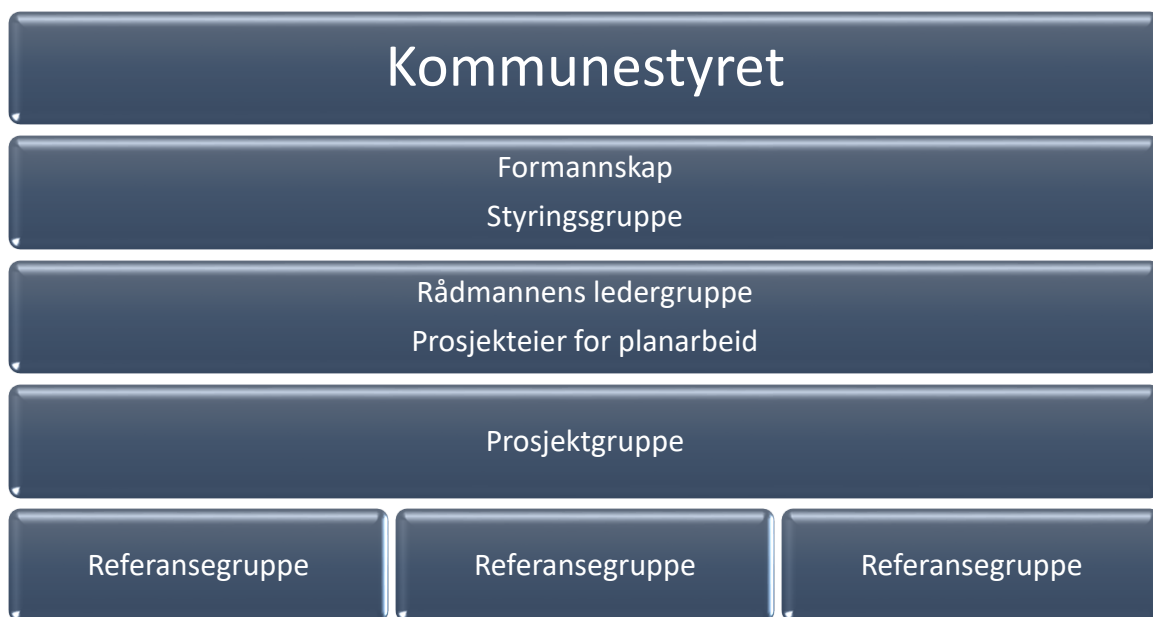 Kommunestyret
Formannskap
Styringsgruppe
Rådmannens ledergruppe
Prosjekteier for planarbeid
Prosjektgruppe
Referansegruppe
Referansegruppe
Referansegruppe